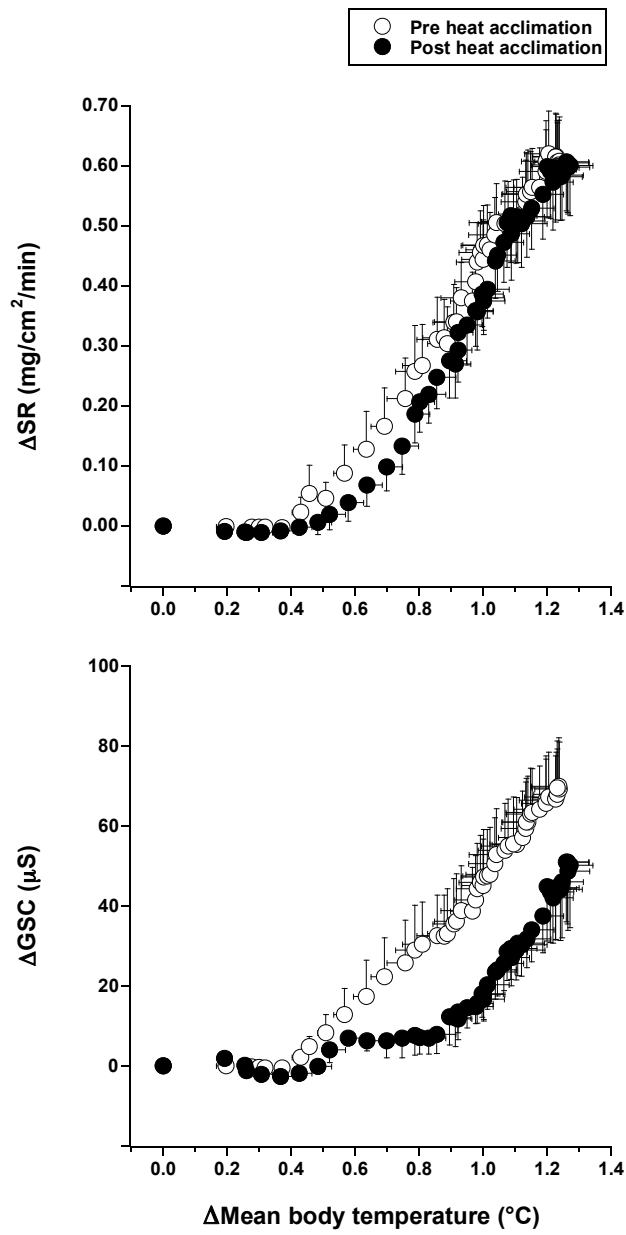 Pre heat acclimation
Post heat acclimation
0.70
0.60
0.50
0.40
0.30
0.20
0.10
0.00
ΔSR (mg/cm²/min)
0.0 0.2 0.4 0.6 0.8 1.0 1.2 1.4
100
80
60
40
20
0
ΔGSC (µS)
0.0 0.2 0.4 0.6 0.8 1.0 1.2 1.4
ΔMean body temperature (°C)